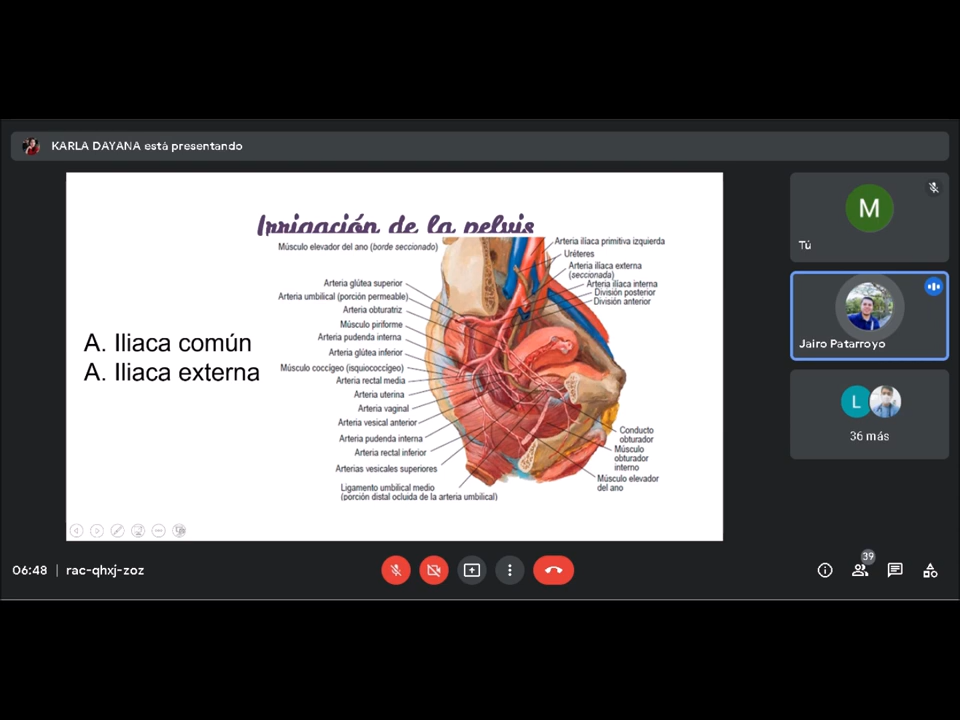 KARLA DAYANA está presentando
Irrigación de la pelvis
Músculo elevador del ano (borde seccionado)
Arteria glútea superior
Arteria umbilical (porción permeable)
Arteria obturatriz
Músculo piriforme
Arteria pudenda interna
Arteria glútea inferior
Músculo coccígeo (isquiococcígeo)
Arteria rectal media
Arteria uterina
Arteria vaginal
Arteria vesical anterior
Arteria pudenda interna
Arteria rectal inferior
Arterias vesicales superiores
Ligamento umbilical medio
(porción distal ocluida de la arteria umbilical)
Arteria ilíaca primitiva izquierda
Uréteres
Arteria ilíaca externa
(seccionada)
Arteria ilíaca interna
División posterior
División anterior
Conducto
obturador
Músculo
obturador
interno
Músculo elevador
del ano
A. Iliaca común
A. Iliaca externa
M
Tú
Jairo Patarroyo
L
36 más
06:48 | rac-qhxj-zoz
39